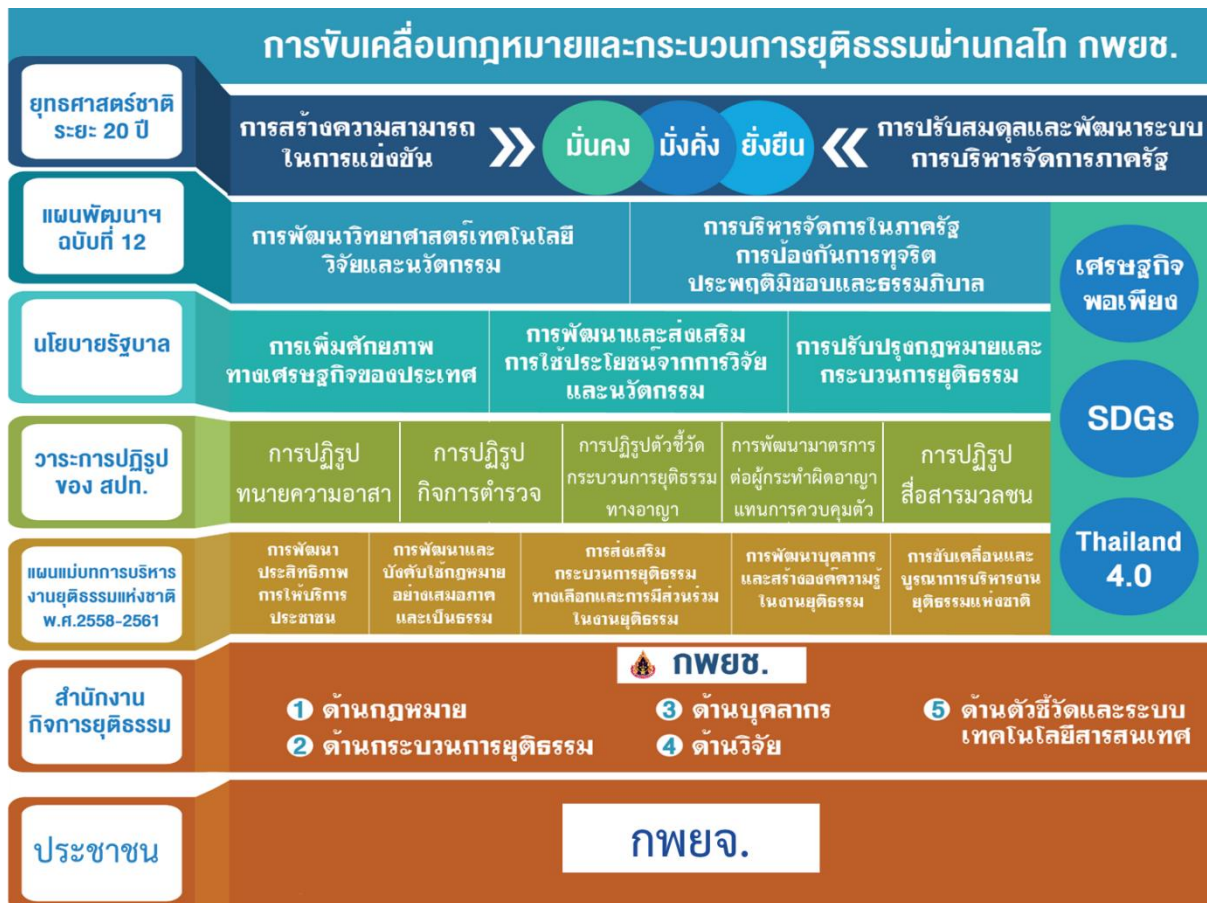 การขับเคลื่อนกฎหมายและกระบวนการยุติธรรมผ่านกลไก กพยช.
ยุทธศาสตร์ชาติ
ระยะ 20 ปี
การสร้างความสามารถ
ในการแข่งขัน
มั่นคง
มั่งคั่ง
ยั่งยืน
การปรับสมดุลและพัฒนาระบบ
การบริหารจัดการภาครัฐ
แผนพัฒนาฯ
ฉบับที่ 12
การพัฒนาวิทยาศาสตร์เทคโนโลยี
วิจัยและนวัตกรรม
การบริหารจัดการในภาครัฐ
การป้องกันการทุจริต
ประพฤติมิชอบและธรรมภิบาล
เศรษฐกิจ
พอเพียง
นโยบายรัฐบาล
การเพิ่มศักยภาพ
ทางเศรษฐกิจของประเทศ
การพัฒนาและส่งเสริม
การใช้ประโยชน์จากการวิจัย
และนวัตกรรม
การปรับปรุงกฎหมายและ
กระบวนการยุติธรรม
SDGs
วาระการปฏิรูป
ของ สปท.
การปฏิรูป
ทนายความอาสา
การปฏิรูป
กิจการตำรวจ
การปฏิรูปตัวชี้วัด
กระบวนการยุติธรรม
ทางอาญา
การพัฒนามาตรการ
ต่อผู้กระทำผิดอาญา
แทนการควบคุมตัว
การปฏิรูป
สื่อสารมวลชน
Thailand
4.0
แผนแม่บทการบริหาร
งานยุติธรรมแห่งชาติ
พ.ศ.2558-2561
การพัฒนา
ประสิทธิภาพ
การให้บริการ
ประชาชน
การพัฒนาและ
บังคับใช้กฎหมาย
อย่างเสมอภาค
และเป็นธรรม
การส่งเสริม
กระบวนการยุติธรรม
ทางเลือกและการมีส่วนร่วม
ในงานยุติธรรม
การพัฒนาบุคลากร
และสร้างองค์ความรู้
ในงานยุติธรรม
การขับเคลื่อนและ
บูรณาการบริหารงาน
ยุติธรรมแห่งชาติ
สำนักงาน
กิจการยุติธรรม
กพยช.
1 ด้านกฎหมาย
2 ด้านกระบวนการยุติธรรม
3 ด้านบุคลากร
4 ด้านวิจัย
5 ด้านตัวชี้วัดและระบบ
เทคโนโลยีสารสนเทศ
ประชาชน
กพยจ.